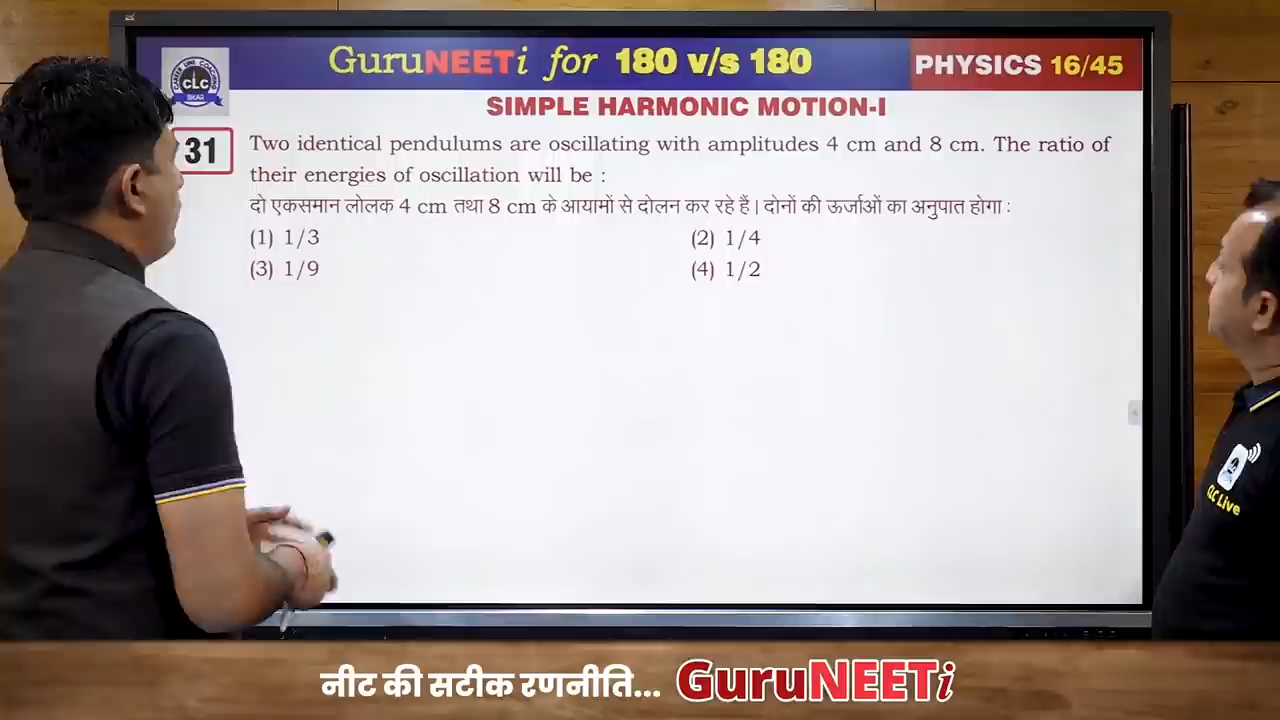 GuruNEETi for 180 v/s 180
PHYSICS 16/45
CLC
SIKAR
SIMPLE HARMONIC MOTION-I
31
Two identical pendulums are oscillating with amplitudes 4 cm and 8 cm. The ratio of
their energies of oscillation will be :
दो एकसमान लोलक 4 cm तथा 8 cm के आयामों से दोलन कर रहे हैं। दोनों की ऊर्जाओं का अनुपात होगा :
(1) 1/3
(2) 1/4
(3) 1/9
(4) 1/2
CLC Live
नीट की सटीक रणनीति... GuruNEETi